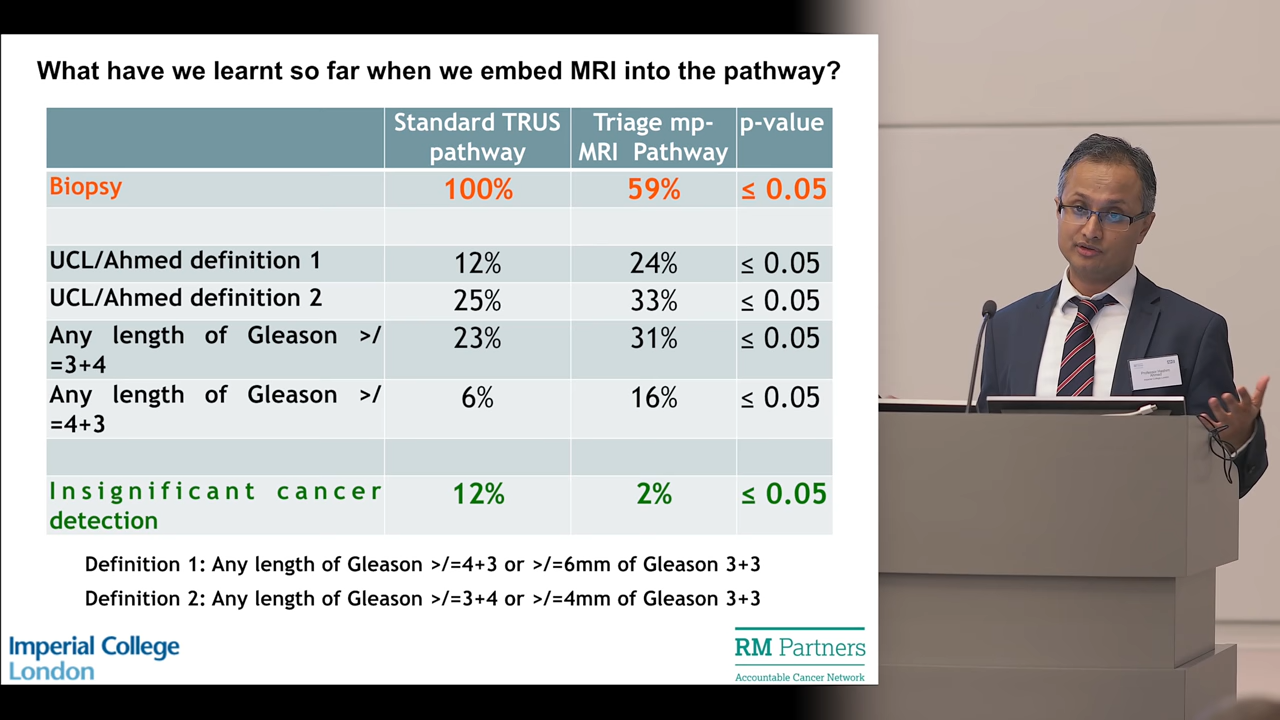 What have we learnt so far when we embed MRI into the pathway?
Standard TRUS pathway Triage mp-MRI Pathway p-value
Biopsy 100% 59% ≤ 0.05
UCL/Ahmed definition 1 12% 24% ≤ 0.05
UCL/Ahmed definition 2 25% 33% ≤ 0.05
Any length of Gleason >/
=3+4 23% 31% ≤ 0.05
Any length of Gleason >/
=4+3 6% 16% ≤ 0.05
Insignificant cancer
detection 12% 2% ≤ 0.05
Definition 1: Any length of Gleason >/=4+3 or >/=6mm of Gleason 3+3
Definition 2: Any length of Gleason >/=3+4 or >/=4mm of Gleason 3+3
Imperial College
London
RM Partners
Accountable Cancer Network